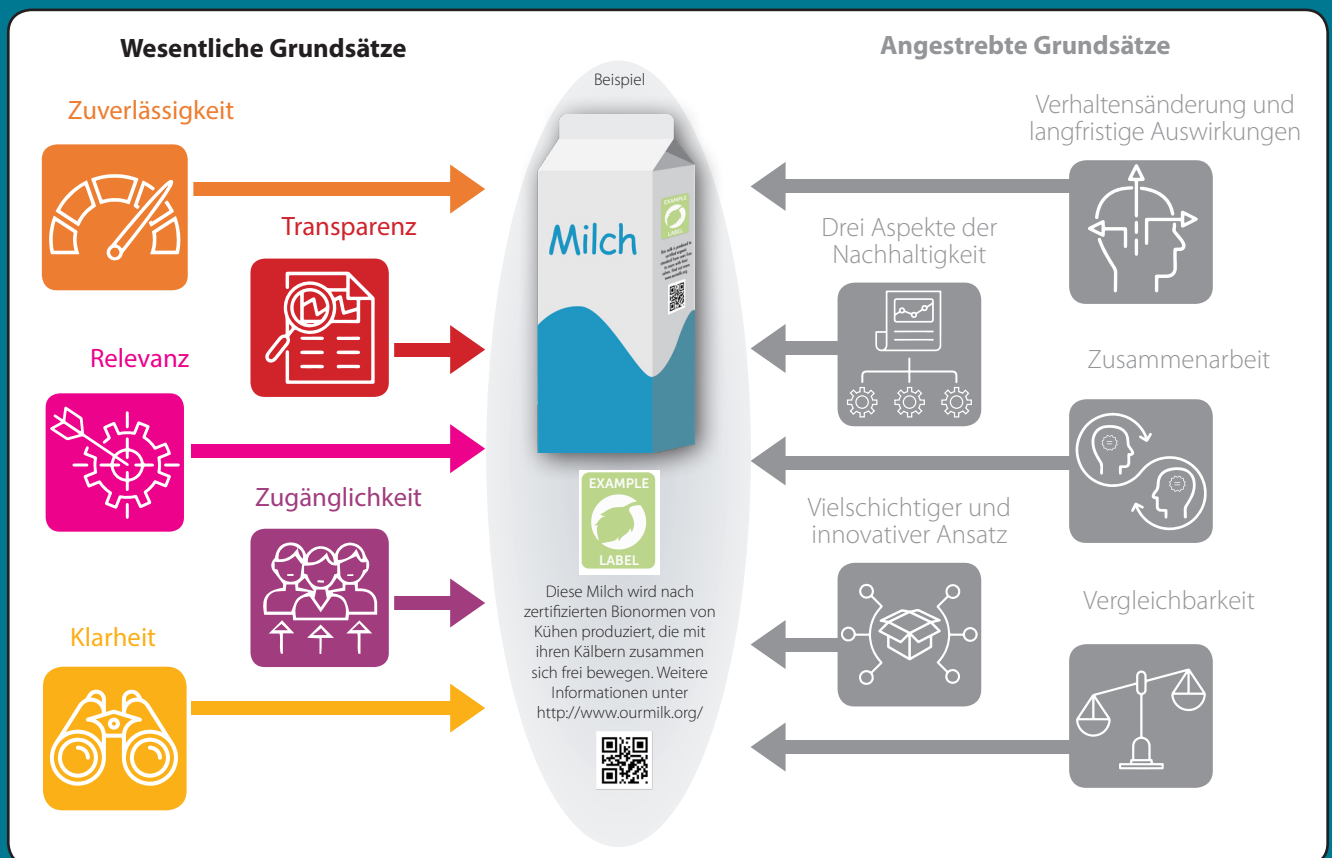 Wesentliche Grundsätze
Zuverlässigkeit
Transparenz
Relevanz
Zugänglichkeit
Klarheit
Beispiel
Milch
EXAMPLE
LABEL
EXAMPLE
LABEL
Diese Milch wird nach
zertifizierten Bionormen von
Kühen produziert, die mit
ihren Kälbern zusammen
sich frei bewegen. Weitere
Informationen unter
http://www.ourmilk.org/
Angestrebte Grundsätze
Verhaltensänderung und
langfristige Auswirkungen
Drei Aspekte der
Nachhaltigkeit
Zusammenarbeit
Vielschichtiger und
innovativer Ansatz
Vergleichbarkeit